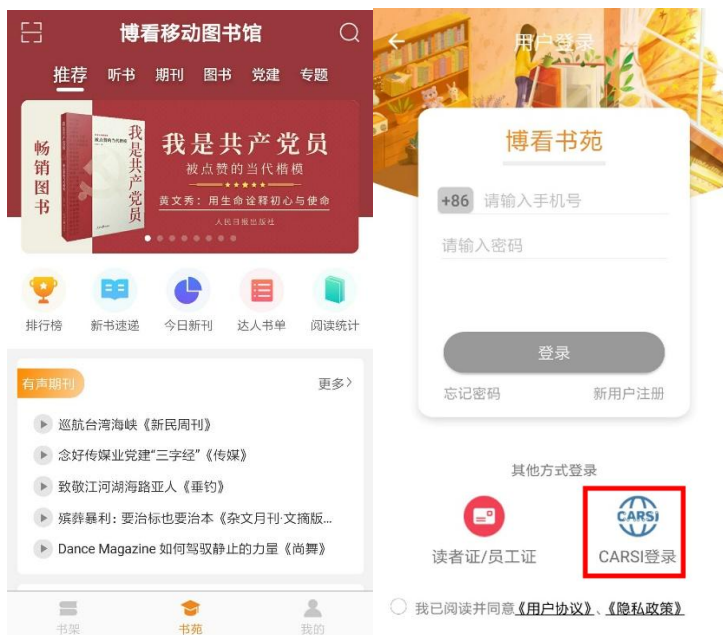 博看移动图书馆
推荐 听书 期刊 图书 党建 专题
畅销图书
我是共产党员
我是共产党员
被点赞的当代楷模
黄文秀：用生命诠释初心与使命
人民日报出版社
排行榜 新书速递 今日新刊 达人书单 阅读统计
有声期刊 更多〉
巡航台湾海峡《新民周刊》
念好传媒业党建“三字经”《传媒》
致敬江河湖海路亚人《垂钓》
殡葬暴利：要治标也要治本《杂文月刊·文摘版...
Dance Magazine 如何驾驭静止的力量《尚舞》
书架 书苑 我的
用户登录
博看书苑
+86 请输入手机号
请输入密码
登录
忘记密码 新用户注册
其他方式登录
CARSI
读者证/员工证 CARSI登录
我已阅读并同意《用户协议》、《隐私政策》